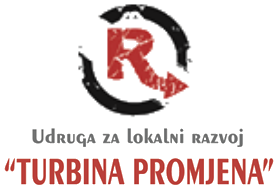 R
Udruga za lokalni razvoj
“TURBINA PROMJENA”